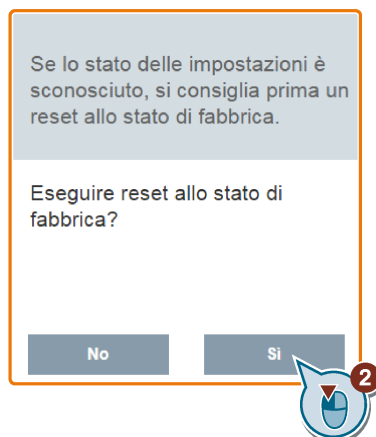 Se lo stato delle impostazioni è
sconosciuto, si consiglia prima un
reset allo stato di fabbrica.
Eseguire reset allo stato di
fabbrica?
No
Sì
2